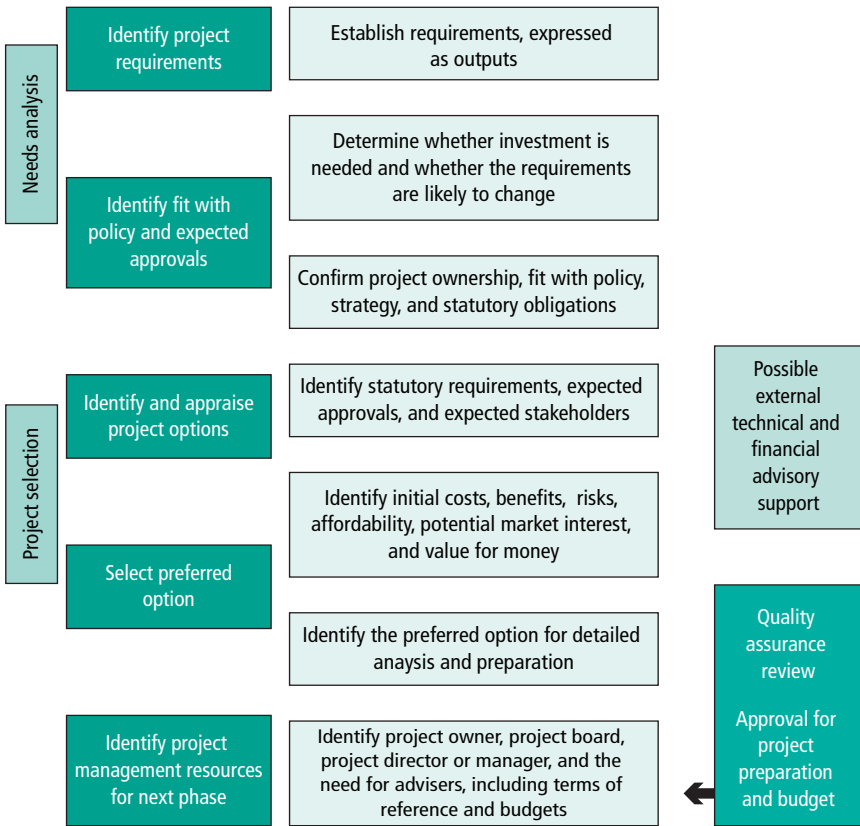 Needs analysis
Identify project
requirements
Establish requirements, expressed
as outputs
Determine whether investment is
needed and whether the requirements
are likely to change
Identify fit with
policy and expected
approvals
Confirm project ownership, fit with policy,
strategy, and statutory obligations
Project selection
Identify and appraise
project options
Identify statutory requirements, expected
approvals, and expected stakeholders
Possible
external
technical and
financial
advisory
support
Identify initial costs, benefits, risks,
affordability, potential market interest,
and value for money
Select preferred
option
Identify the preferred option for detailed
anaysis and preparation
Quality
assurance
review
Approval for
project
preparation
and budget
Identify project
management resources
for next phase
Identify project owner, project board,
project director or manager, and the
need for advisers, including terms of
reference and budgets